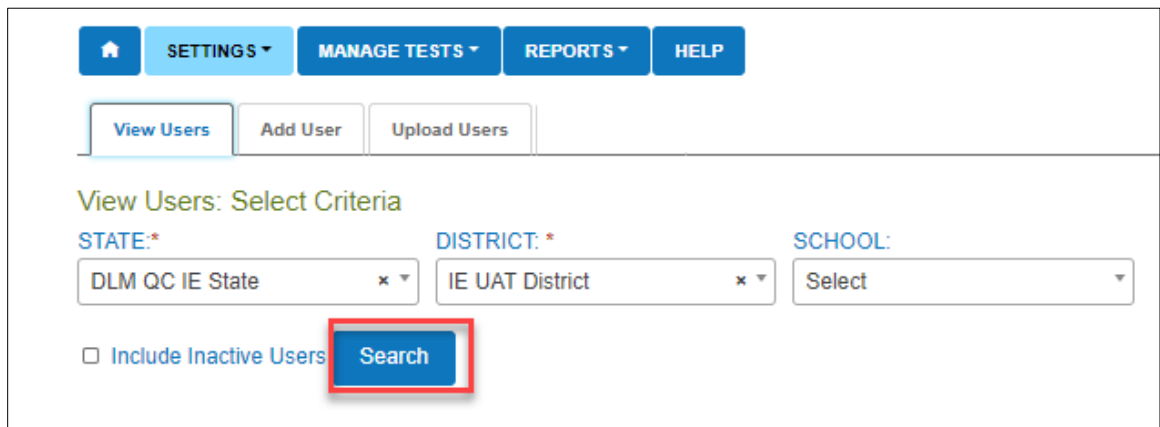 SETTINGS MANAGE TESTS REPORTS HELP
View Users Add User Upload Users
View Users: Select Criteria
STATE:* DISTRICT: * SCHOOL:
DLM QC IE State × IE UAT District × Select
Include Inactive Users Search